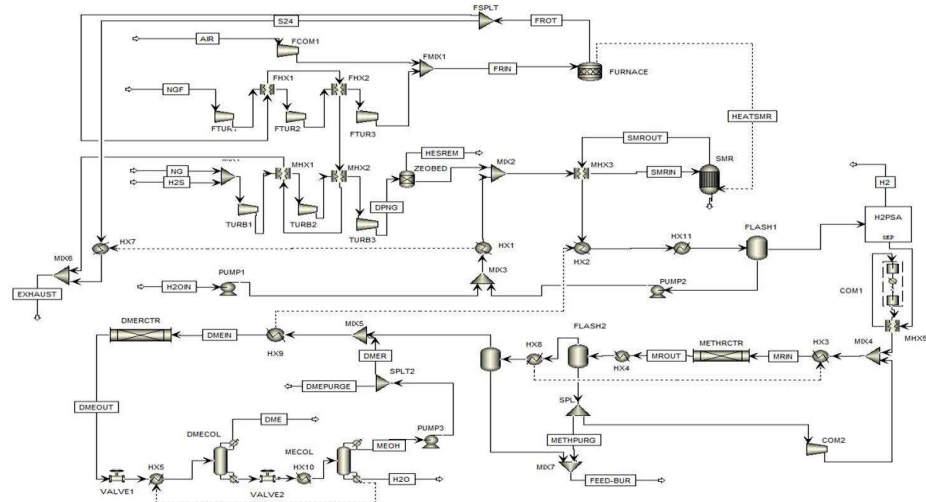 FSPLT
S24
FROT
AIR
FCOM1
FMIX1
FRIN
FURNACE
FHX1
FHX2
NGF
FTUR2
FTUR3
HEATSMR
SMROUT
HESREM
MHX1
MHX2
ZEOBED
MIX2
MHX3
SMR
SMRIN
NG
H2S
DPNG
TURB1
TURB2
TURB3
H2
H2PSA
SEP
FLASH1
HX7
HX1
HX2
HX11
MIX6
EXHAUST
MIX3
PUMP1
H2OIN
PUMP2
COM1
DMERCTR
DMEIN
MIX5
FLASH2
METHRCTR
HX3
MIX4
HX9
DMER
HX8
HX4
MROUT
MRIN
SPLT2
DMEPURGE
DMEOUT
SPL
DME
DMECOL
MECOL
MEOH
PUMP3
METHPURG
COM2
HX5
HX10
H2O
MIX7
FEED-BUR
VALVE1
VALVE2